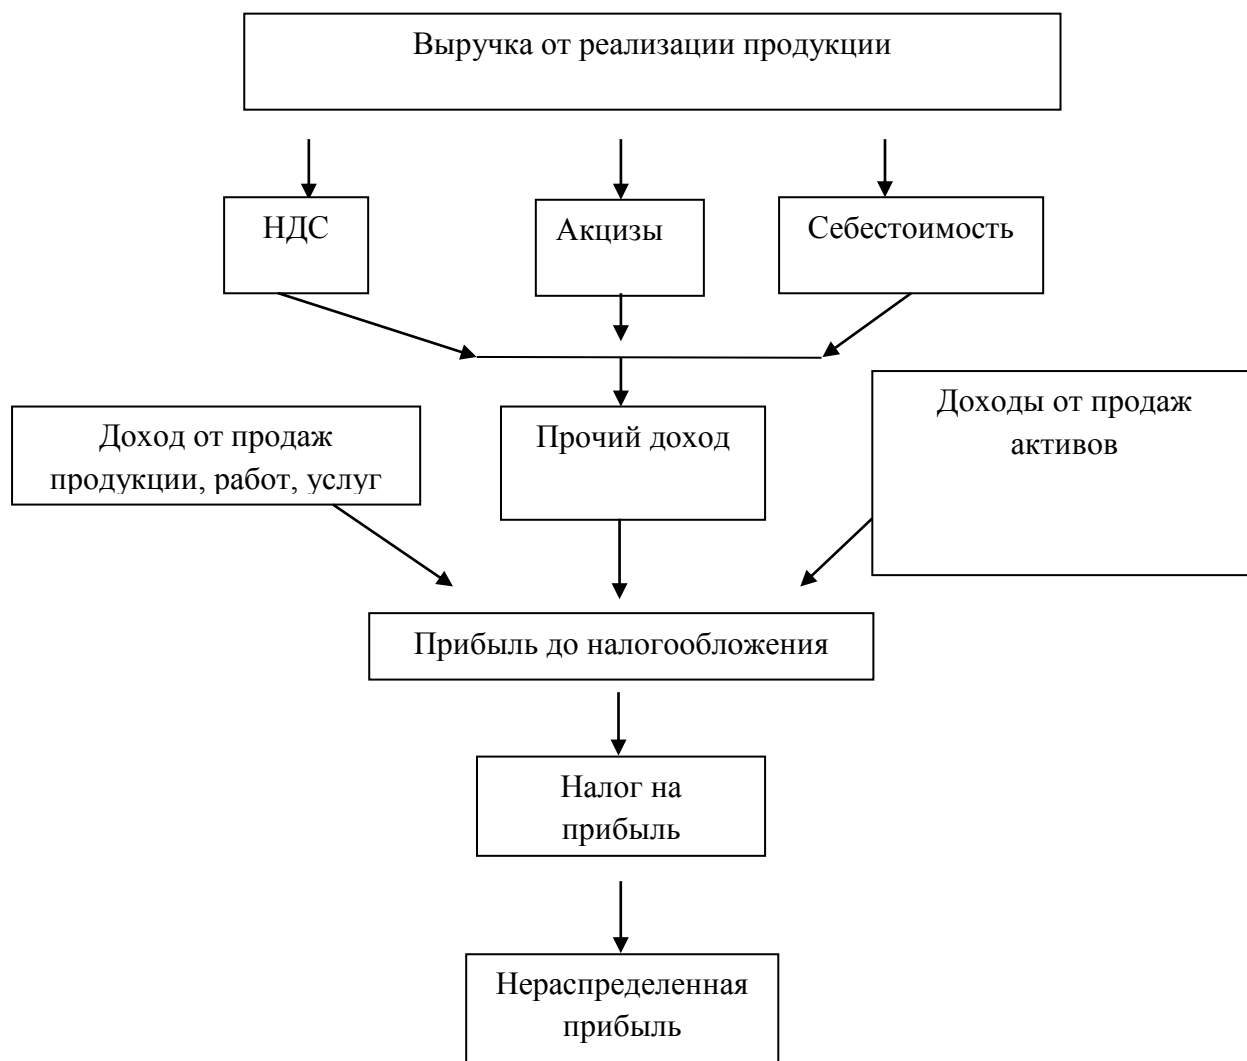 Выручка от реализации продукции
НДС
Акцизы
Себестоимость
Доход от продаж
продукции, работ, услуг
Прочий доход
Доходы от продаж
активов
Прибыль до налогообложения
Налог на
прибыль
Нераспределенная
прибыль